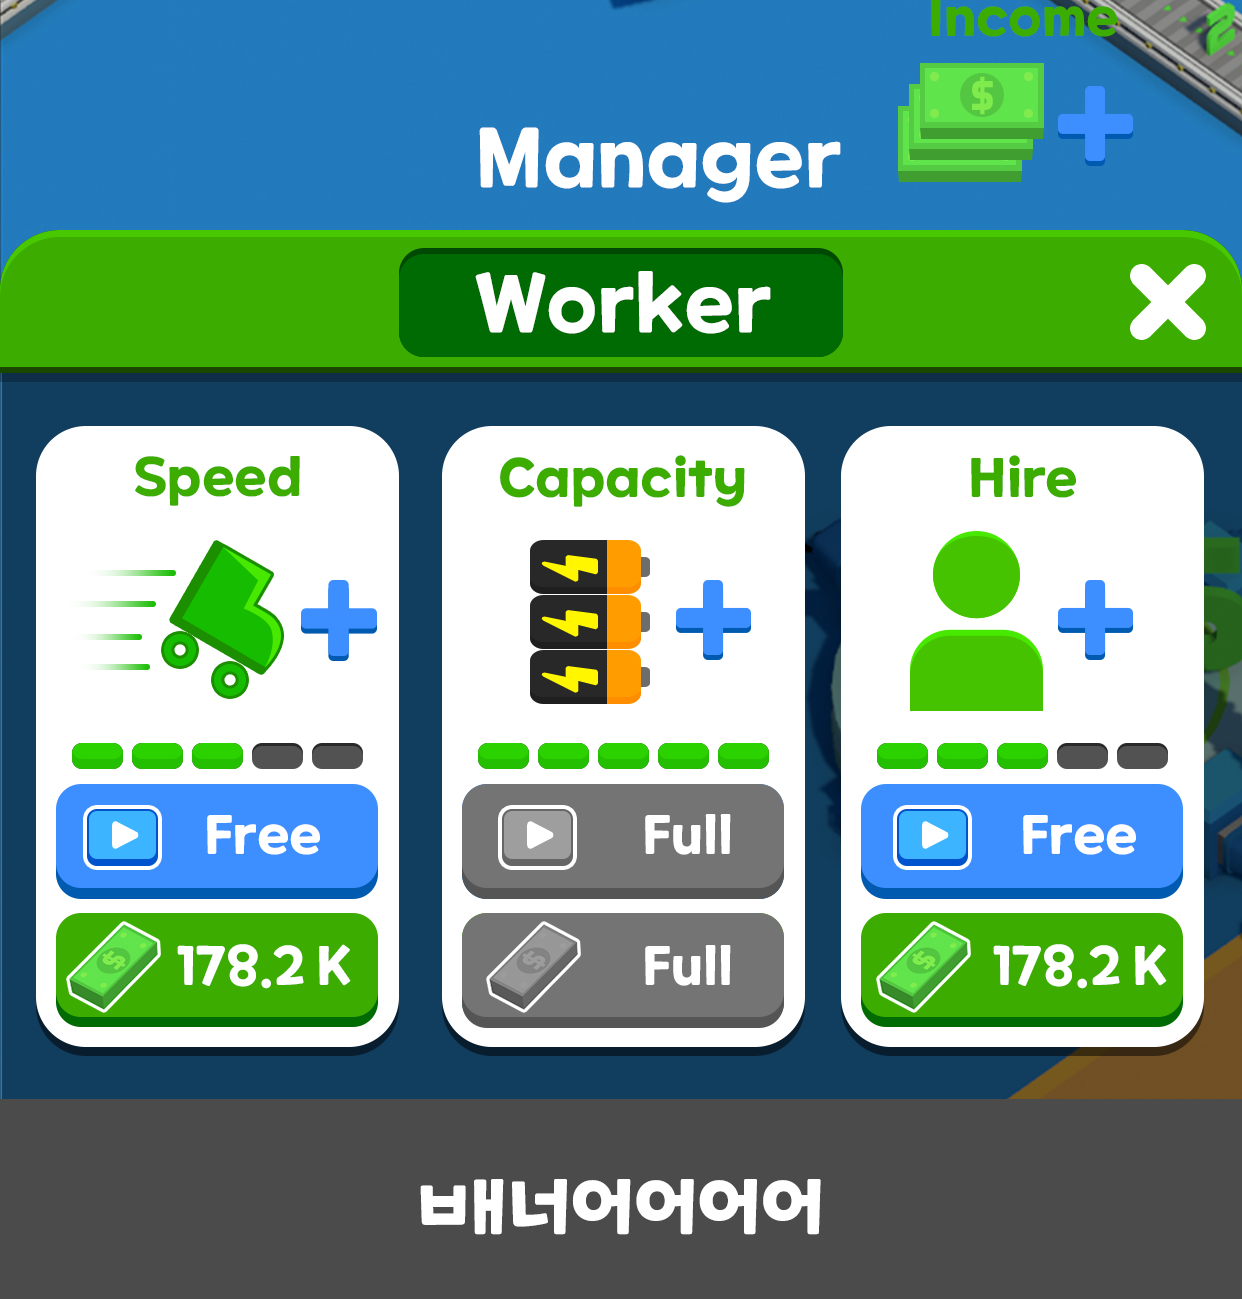 Income
2
$
Manager
Worker
Speed
Capacity
Hire
Free
Full
Free
$ 178.2 K
$ Full
$ 178.2 K
배너어어어어